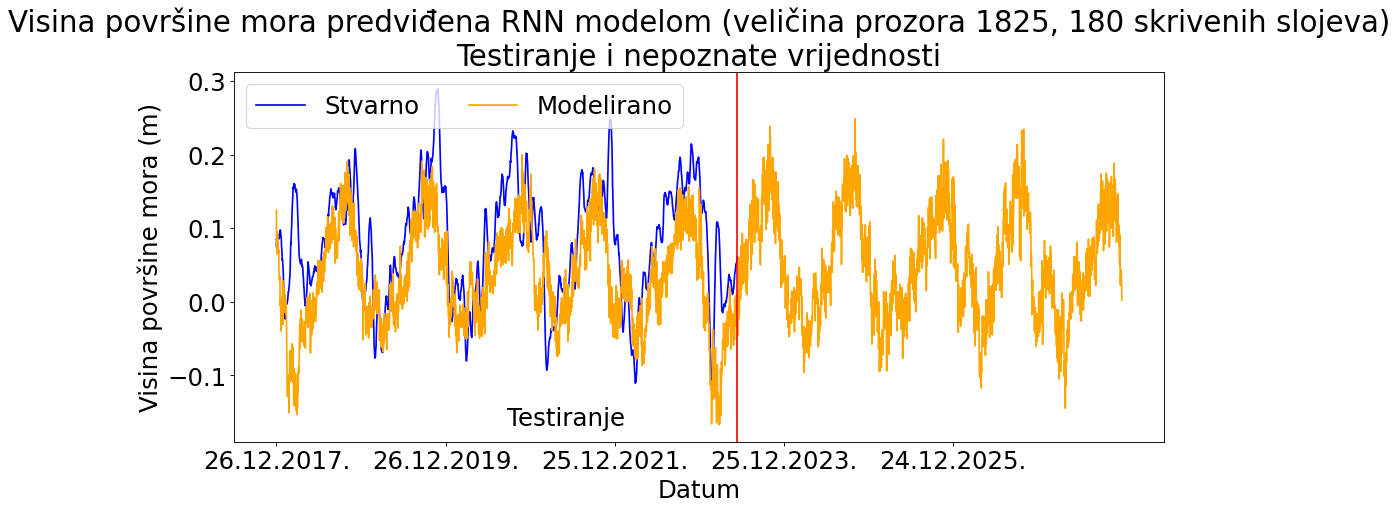 Visina površine mora predviđena RNN modelom (veličina prozora 1825, 180 skrivenih slojeva)
Testiranje i nepoznate vrijednosti
Stvarno
Modelirano
Visina površine mora (m)
0.3
0.2
0.1
0.0
−0.1
Testiranje
26.12.2017.
26.12.2019.
25.12.2021.
25.12.2023.
24.12.2025.
Datum